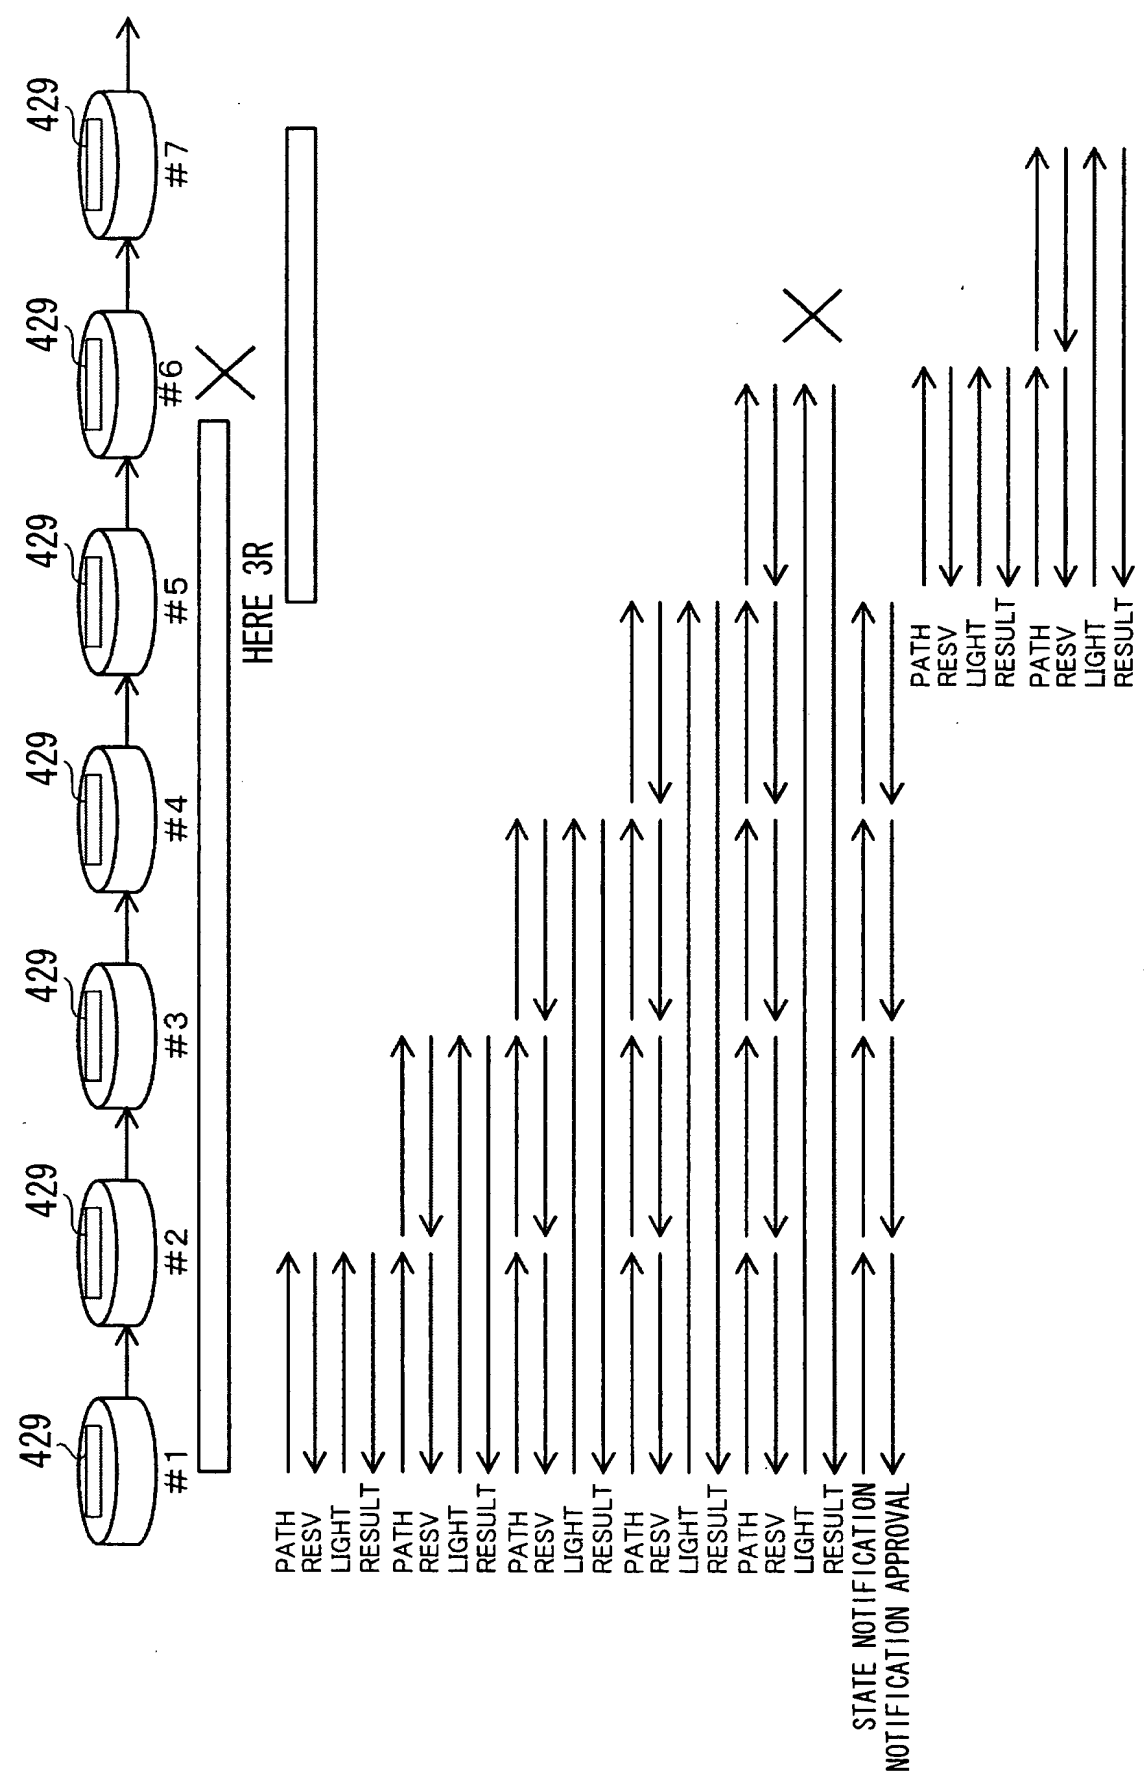 429 429 429 429 429 429 429
#1 #2 #3 #4 #5 #6 #7
HERE 3R
PATH
RESV
LIGHT
RESULT
PATH
RESV
LIGHT
RESULT
PATH
RESV
LIGHT
RESULT
PATH
RESV
LIGHT
RESULT
PATH
RESV
LIGHT
RESULT
STATE NOTIFICATION
NOTIFICATION APPROVAL
PATH
RESV
LIGHT
RESULT
PATH
RESV
LIGHT
RESULT